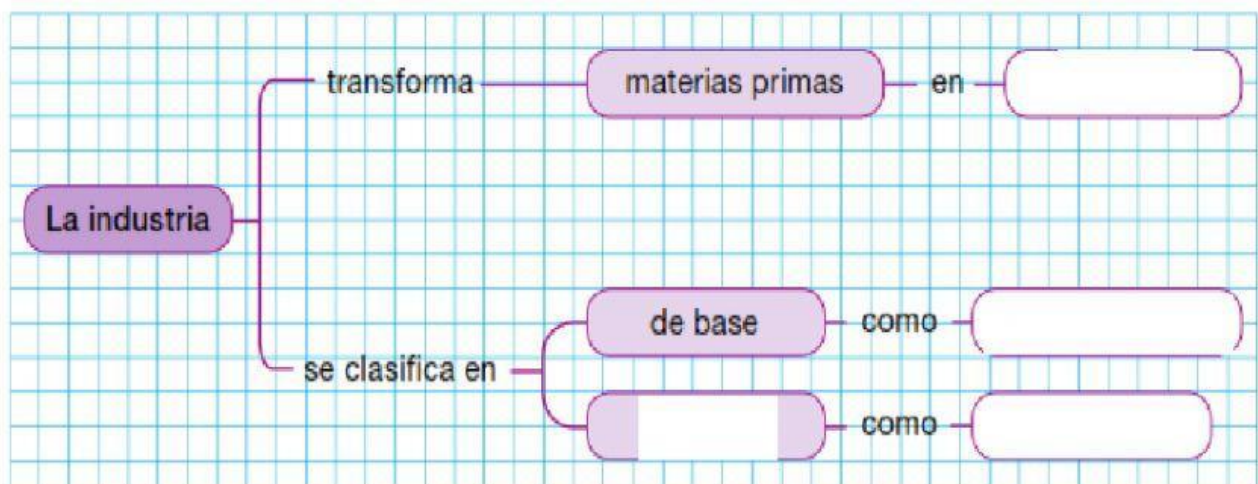 transforma materias primas en
La industria
de base como
se clasifica en
como